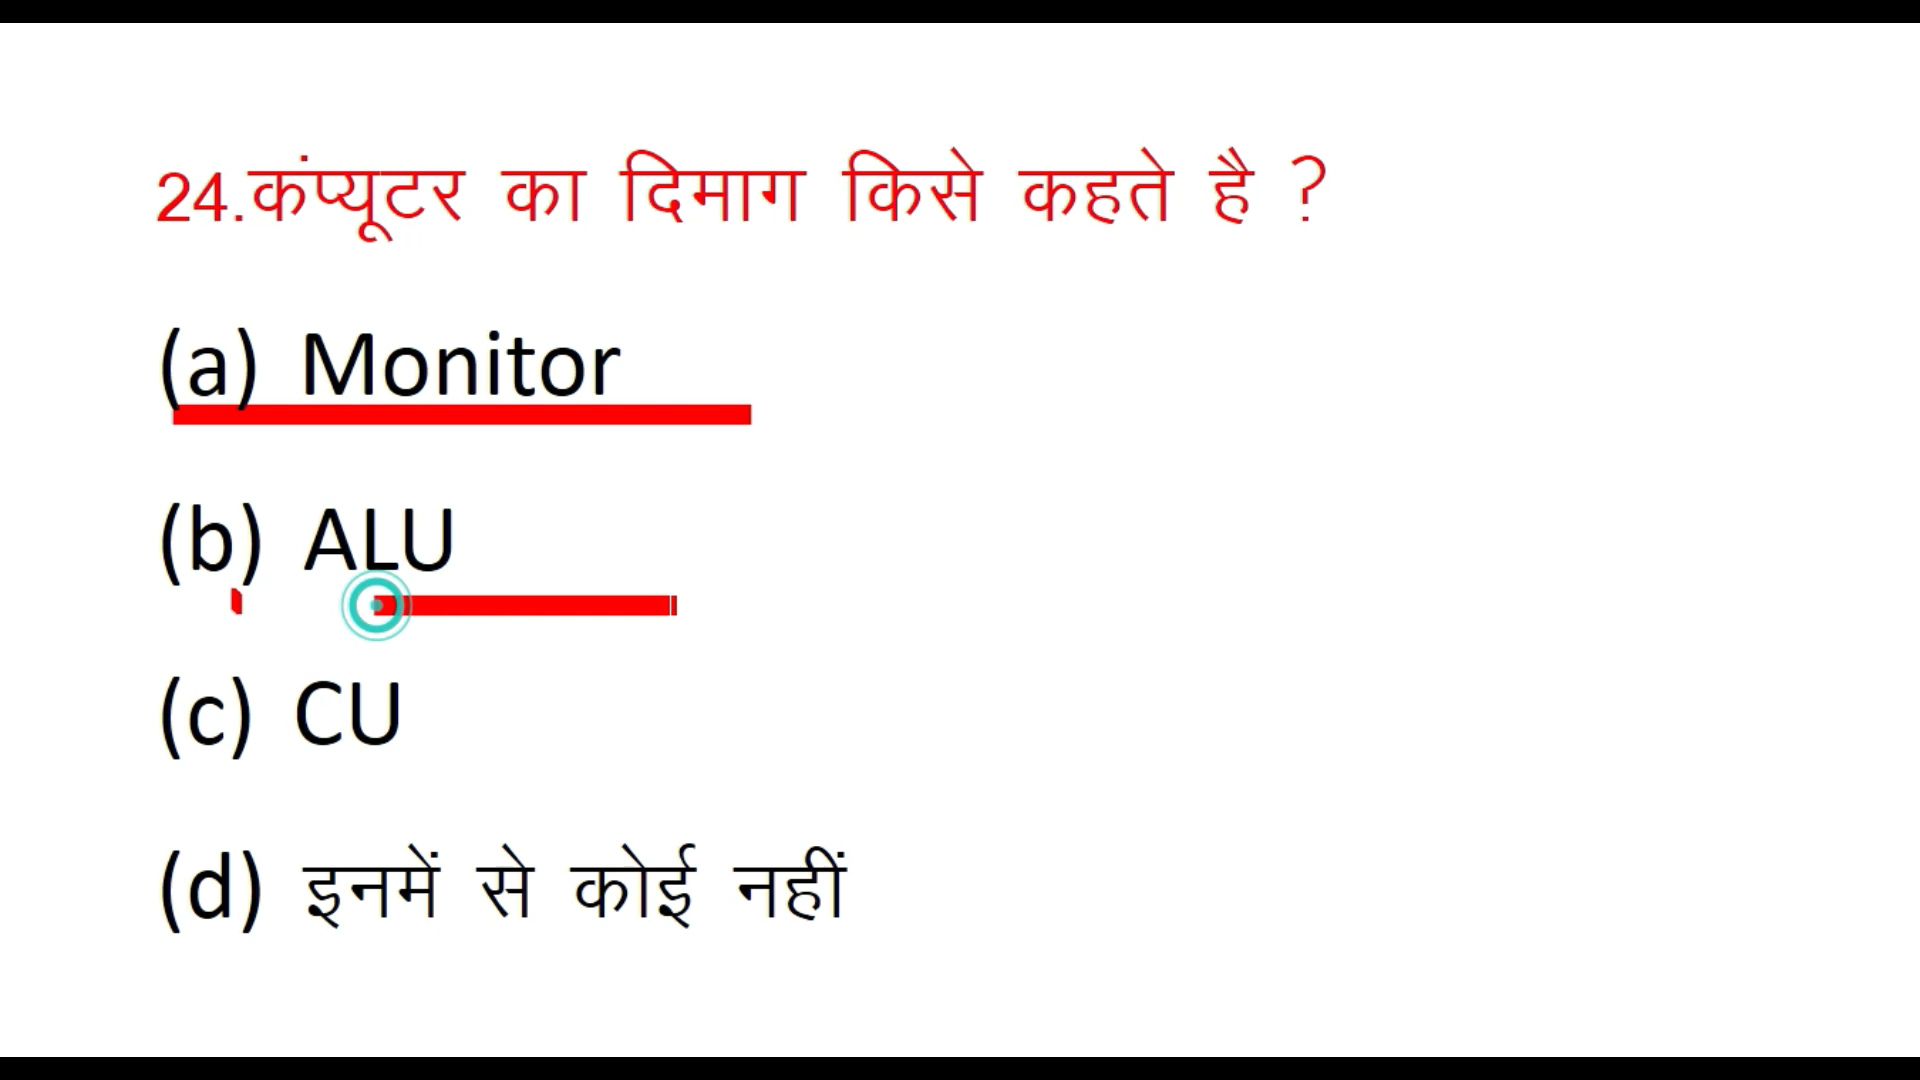 24.कंप्यूटर का दिमाग किसे कहते है ?
(a) Monitor
(b) ALU
(c) CU
(d) इनमें से कोई नहीं